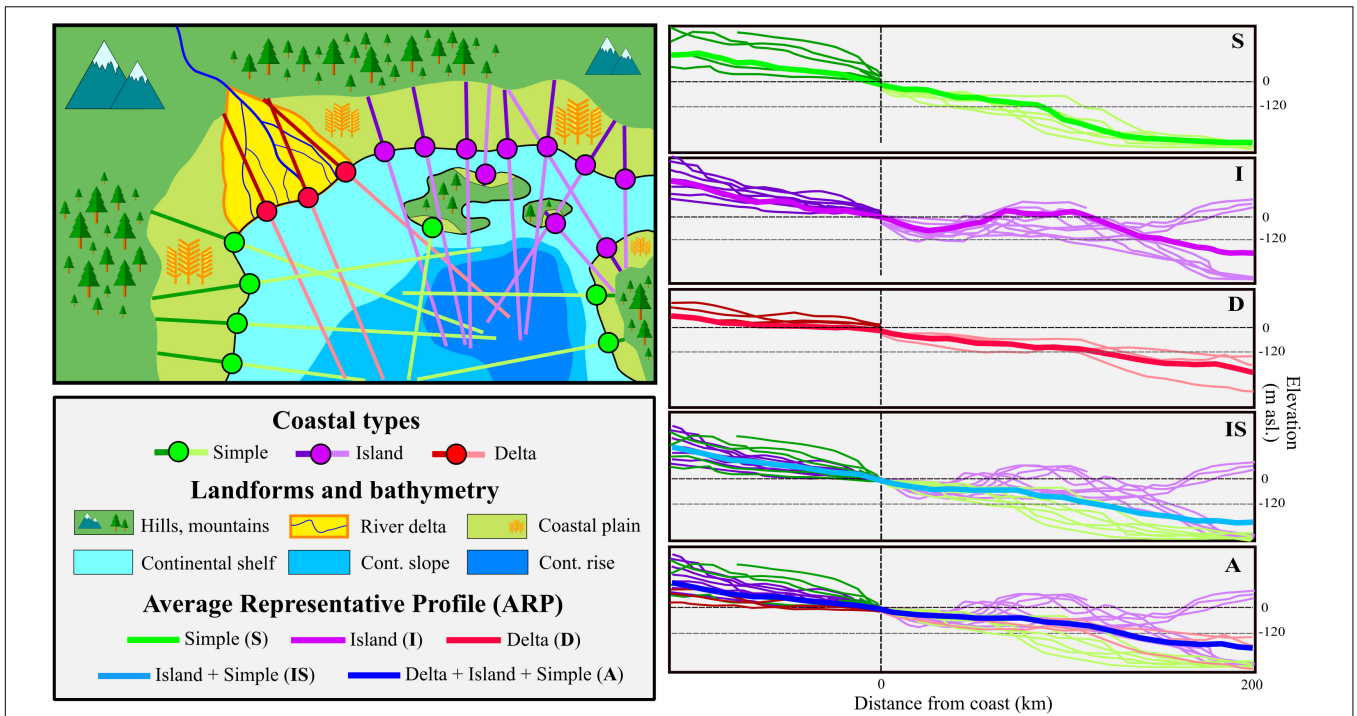 Coastal types
Simple Island Delta
Landforms and bathymetry
Hills, mountains River delta Coastal plain
Continental shelf Cont. slope Cont. rise
Average Representative Profile (ARP)
Simple (S) Island (I) Delta (D)
Island + Simple (IS) Delta + Island + Simple (A)
S
0
-120
I
0
-120
D
0
-120
IS
0
-120
A
0
-120
Elevation
(m asl.)
0 200
Distance from coast (km)